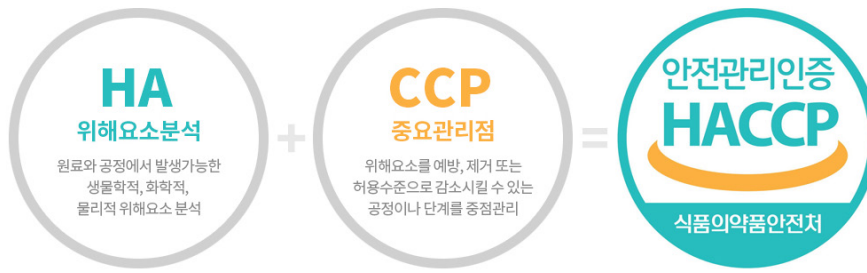 HA
위해요소분석
원료와 공정에서 발생가능한
생물학적, 화학적,
물리적 위해요소 분석
+
CCP
중요관리점
위해요소를 예방, 제거 또는
허용수준으로 감소시킬 수 있는
공정이나 단계를 중점관리
=
안전관리인증
HACCP
식품의약품안전처